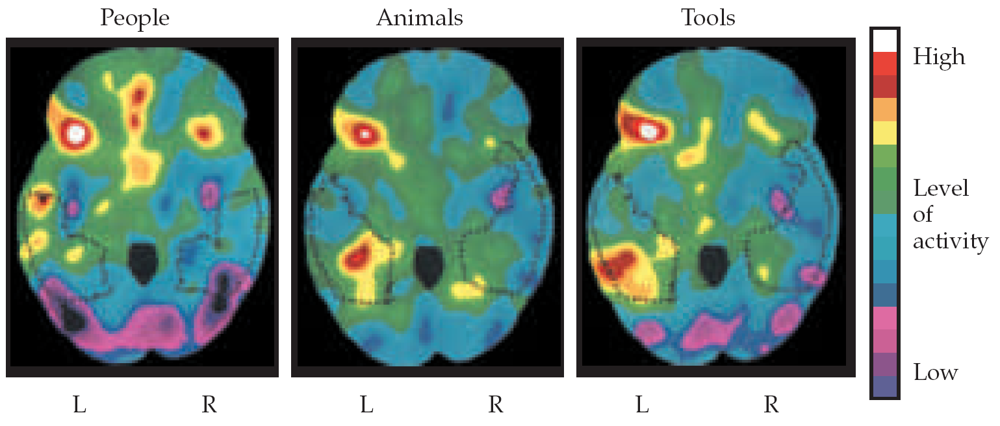 People
Animals
Tools
High
Level
of
activity
Low
L
R
L
R
L
R